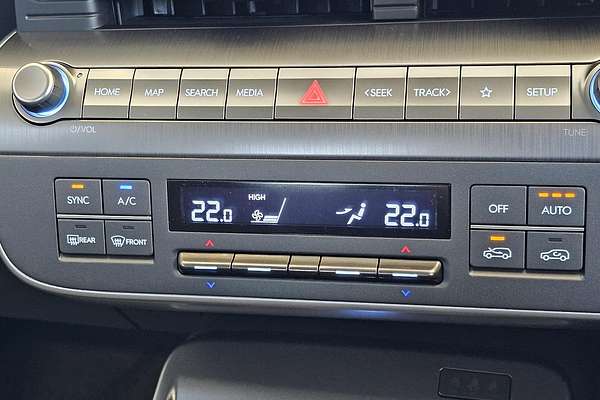 HOME MAP SEARCH MEDIA <SEEK TRACK> SETUP
⏻/VOL TUNE
SYNC A/C HIGH 22.0 22.0 OFF AUTO
REAR FRONT